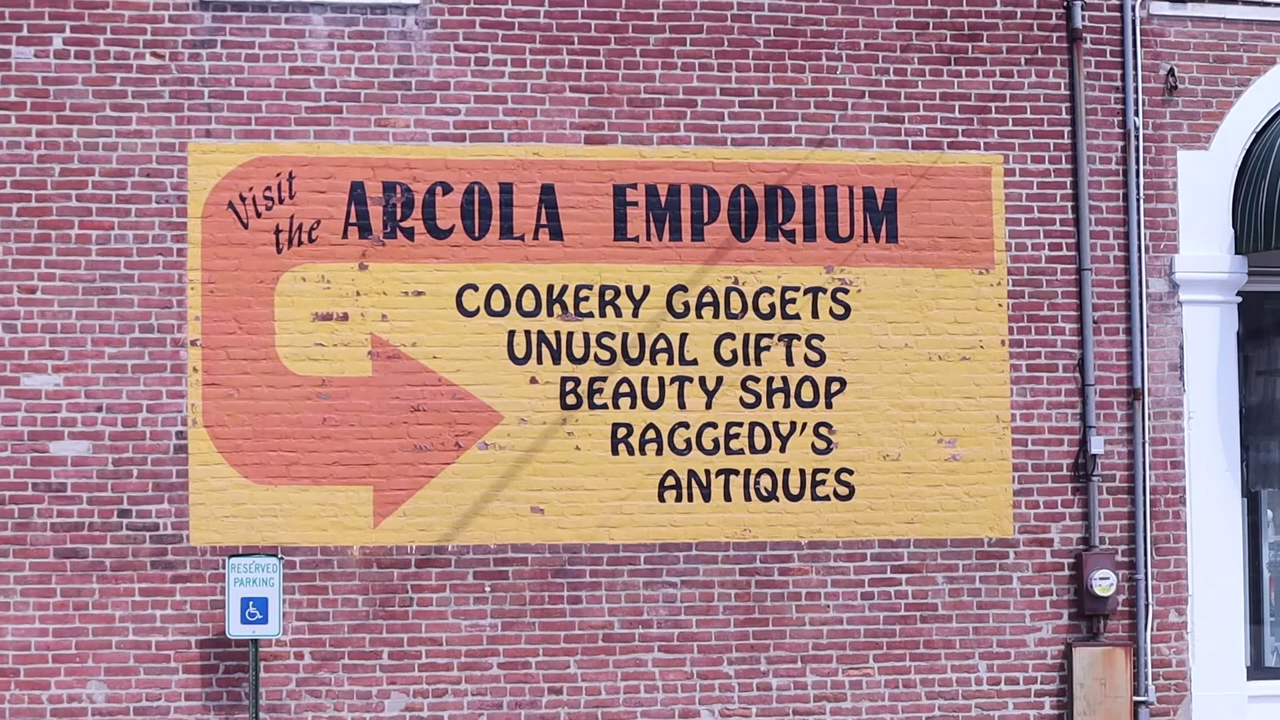 Visit
the ARCOLA EMPORIUM
COOKERY GADGETS
UNUSUAL GIFTS
BEAUTY SHOP
RAGGEDY'S
ANTIQUES
RESERVED
PARKING